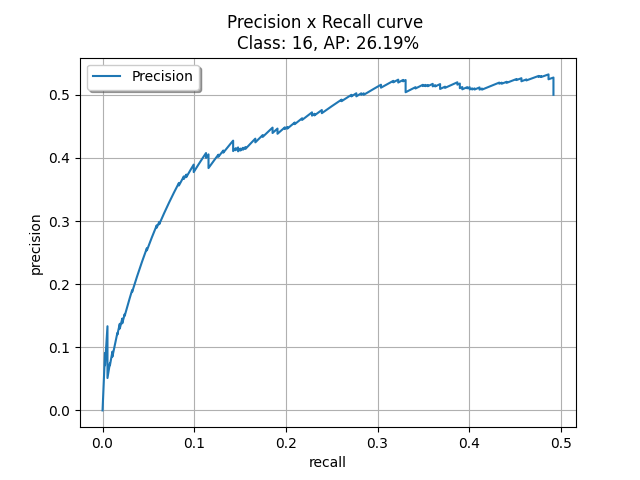 Precision x Recall curve
Class: 16, AP: 26.19%
Precision
0.5
0.4
0.3
0.2
0.1
0.0
precision
0.0 0.1 0.2 0.3 0.4 0.5
recall